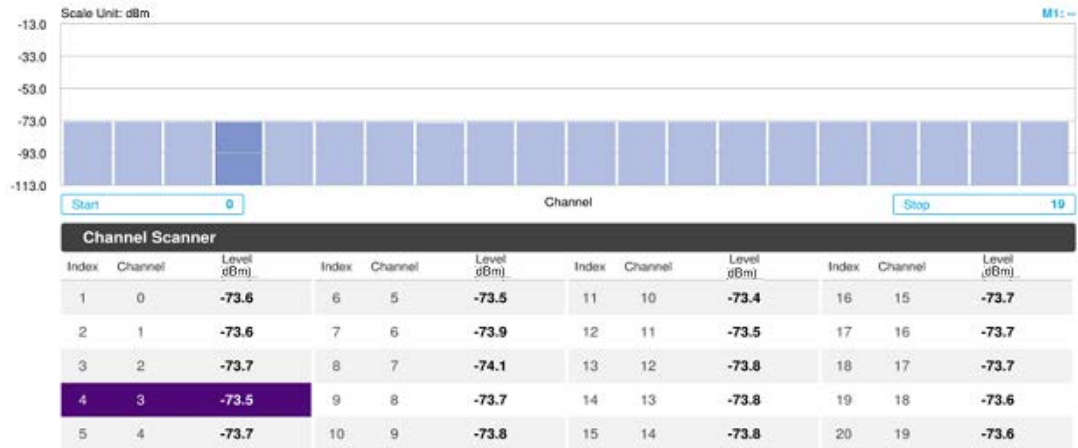 Scale Unit: dBm M1: --
-13.0
-33.0
-53.0
-73.0
-93.0
-113.0
Start 0 Channel Stop 19
Channel Scanner
Index Channel Level dBm) Index Channel Level dBm) Index Channel Level dBm) Index Channel Level (dBm)
1 0 -73.6 6 5 -73.5 11 10 -73.4 16 15 -73.7
2 1 -73.6 7 6 -73.9 12 11 -73.5 17 16 -73.7
3 2 -73.7 8 7 -74.1 13 12 -73.8 18 17 -73.7
4 3 -73.5 9 8 -73.7 14 13 -73.8 19 18 -73.6
5 4 -73.7 10 9 -73.8 15 14 -73.8 20 19 -73.6